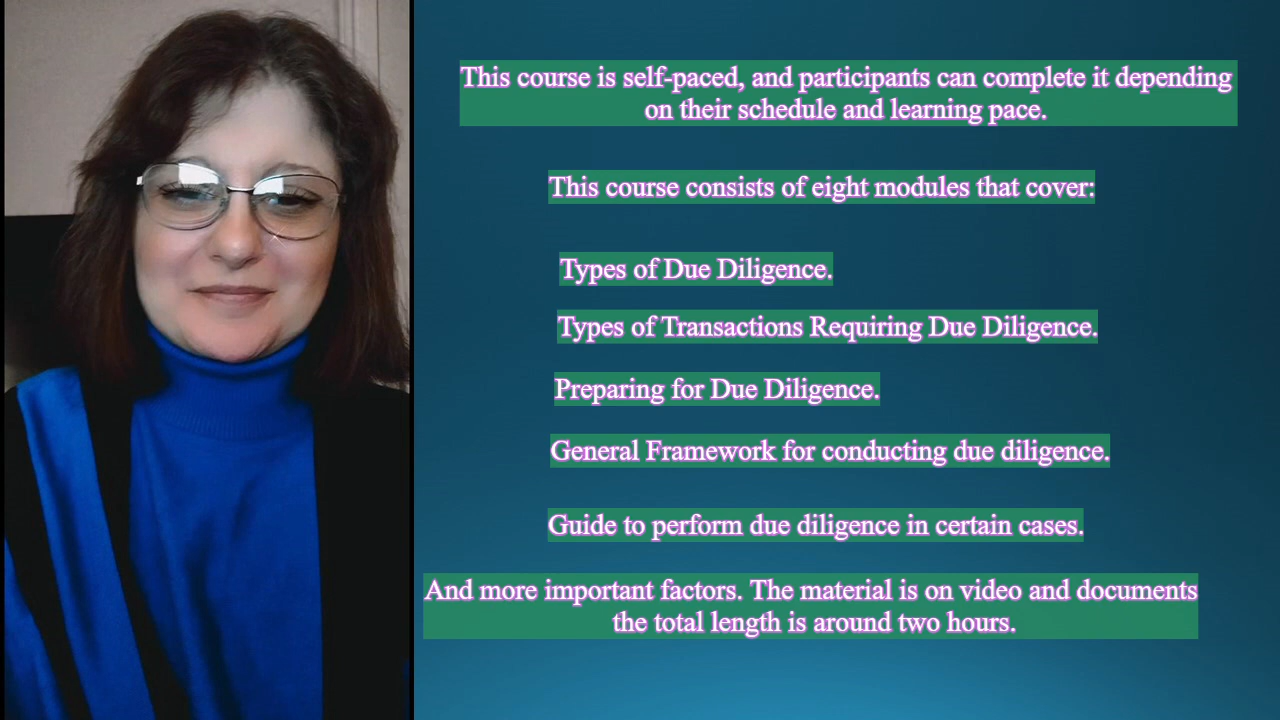 This course is self-paced, and participants can complete it depending
on their schedule and learning pace.
This course consists of eight modules that cover:
Types of Due Diligence.
Types of Transactions Requiring Due Diligence.
Preparing for Due Diligence.
General Framework for conducting due diligence.
Guide to perform due diligence in certain cases.
And more important factors. The material is on video and documents
the total length is around two hours.